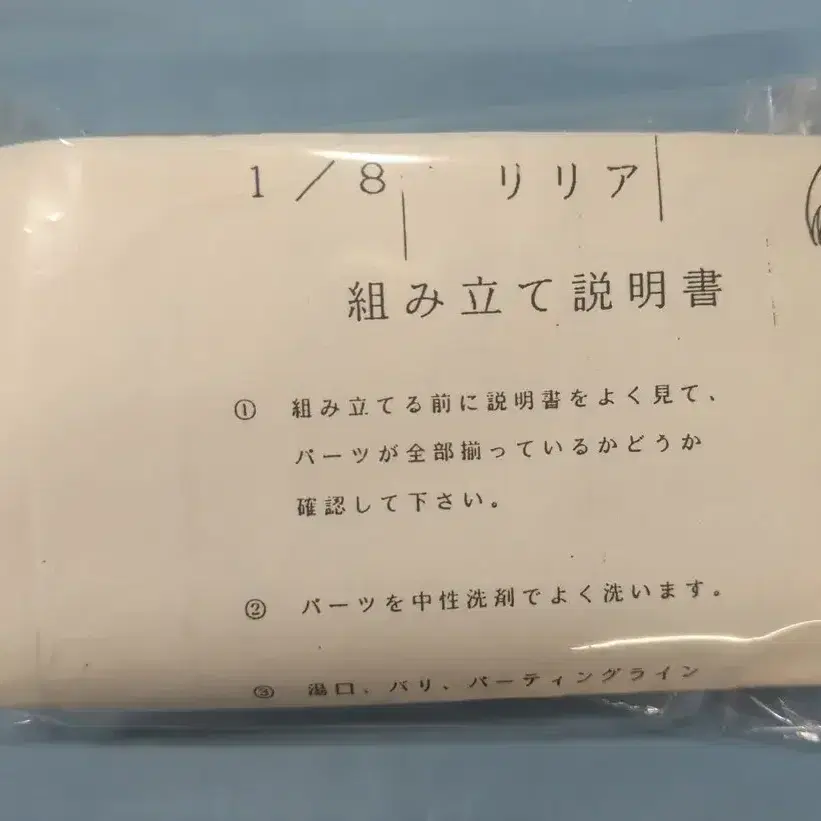 1/8 リリア
組み立て説明書
① 組み立てる前に説明書をよく見て、
パーツが全部揃っているかどうか
確認して下さい。
② パーツを中性洗剤でよく洗います。
③ 湯口、バリ、パーティングライン